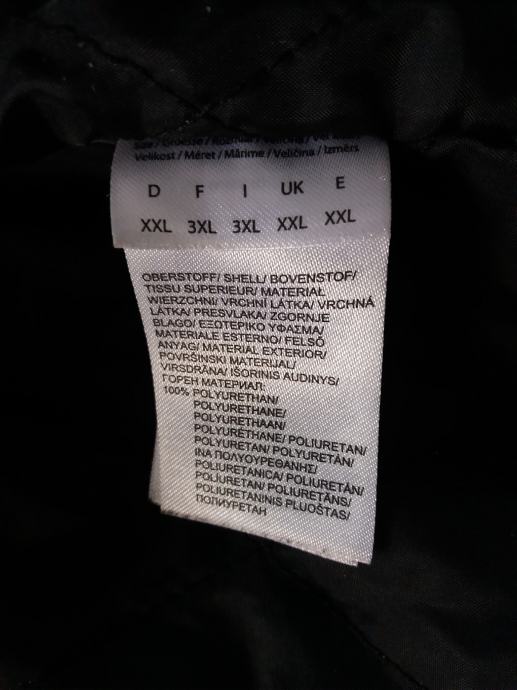 Velikost / Méret / Mărime / Veličina / Izmērs
D F I UK E
XXL 3XL 3XL XXL XXL
OBERSTOFF/ SHELL/ BOVENSTOF/
TISSU SUPERIEUR/ MATERIAŁ
WIERZCHNI/ VRCHNÍ LÁTKA/ VRCHNÁ
LÁTKA/ PRESVLAKA/ ZGORNJE
BLAGO/ ΕΞΩΤΕΡΙΚΟ ΥΦΑΣΜΑ/
MATERIALE ESTERNO/ FELSŐ
ANYAG/ MATERIAL EXTERIOR/
POVRŠINSKI MATERIJAL/
VIRSDRĀNA/ IŠORINIS AUDINYS/
ГОРЕН МАТЕРИАЛ:
100% POLYURETHAN/
POLYURETHANE/
POLYURETHAAN/
POLYURÉTHANE/ POLIURETAN/
POLYURETAN/ POLYURETÁN/
ΙΝΑ ΠΟΛΥΟΥΡΕΘΑΝΗΣ/
POLIURETANICA/ POLIURETÁN/
POLIURETAN/ POLIURETĀNS/
POLIURETANINIS PLUOŠTAS/
ПОЛИУРЕТАН